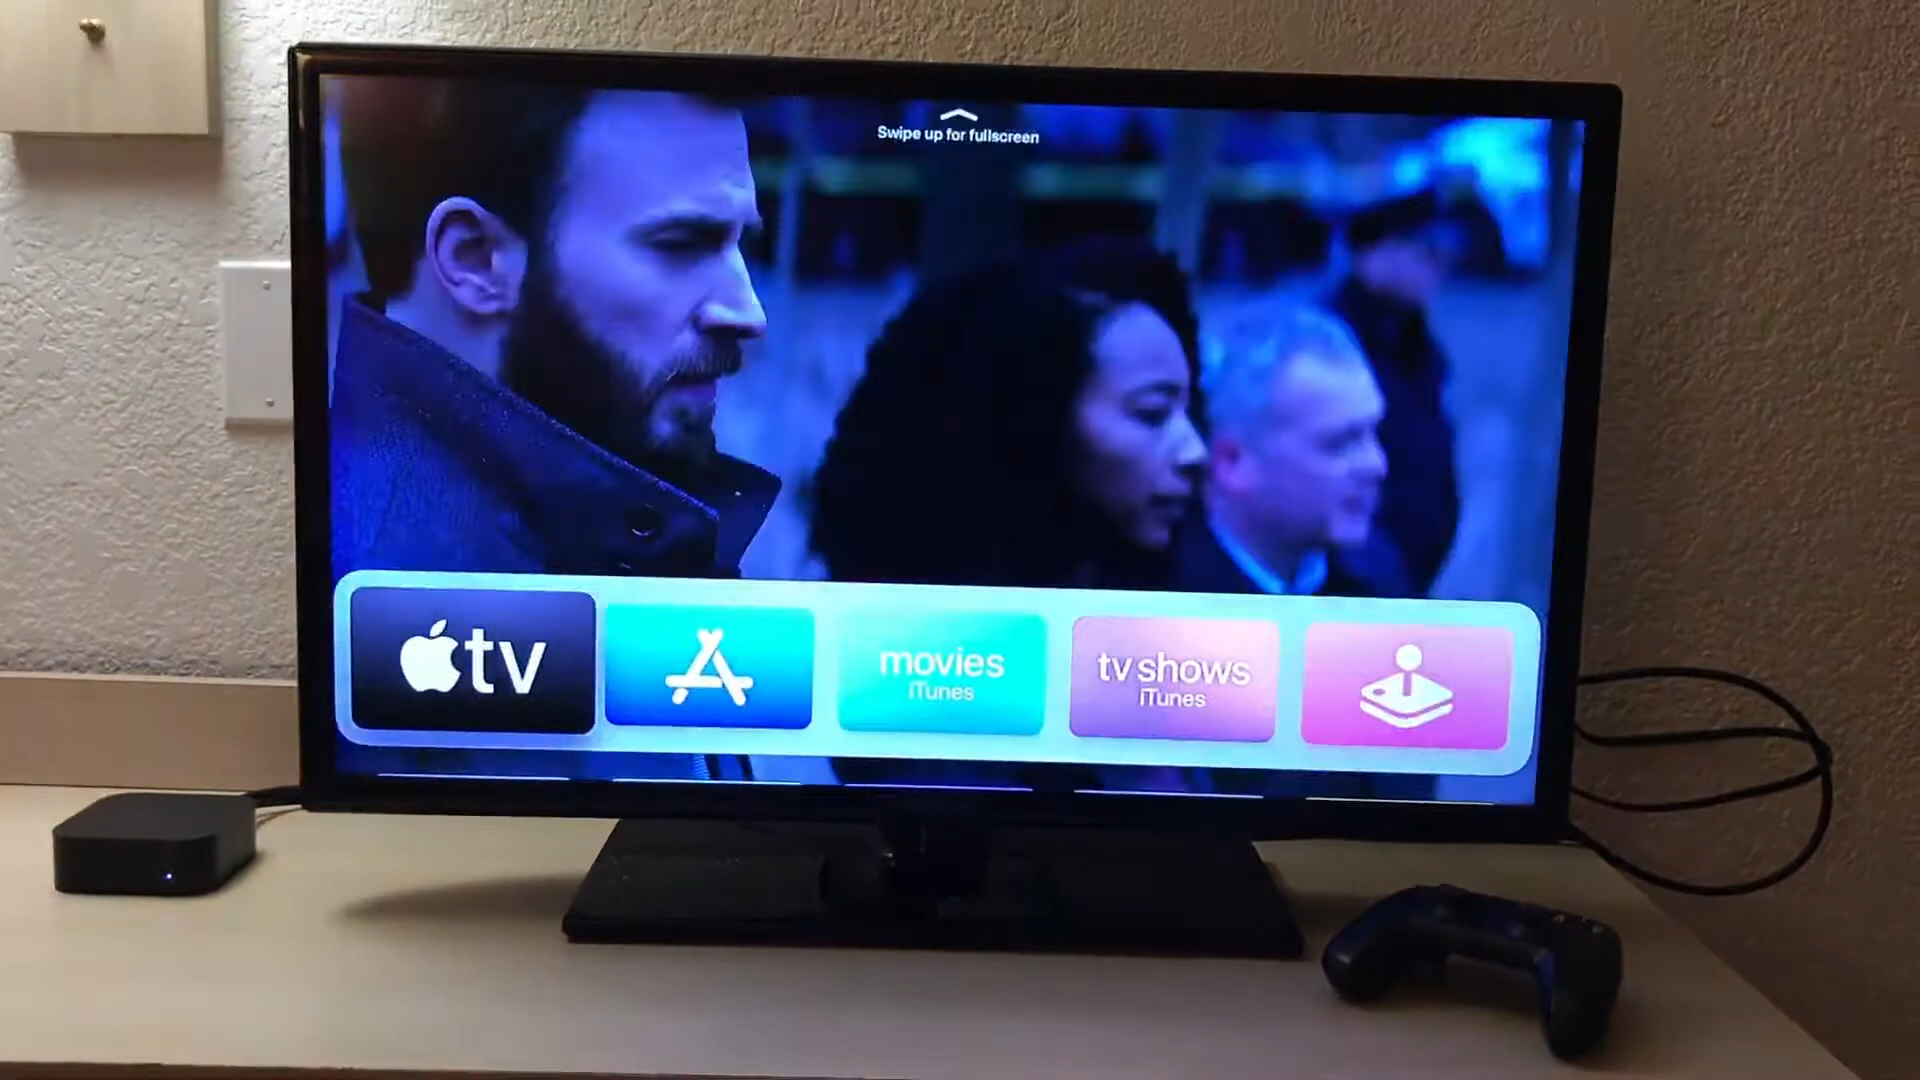 Swipe up for fullscreen
tv
movies
iTunes
tv shows
iTunes